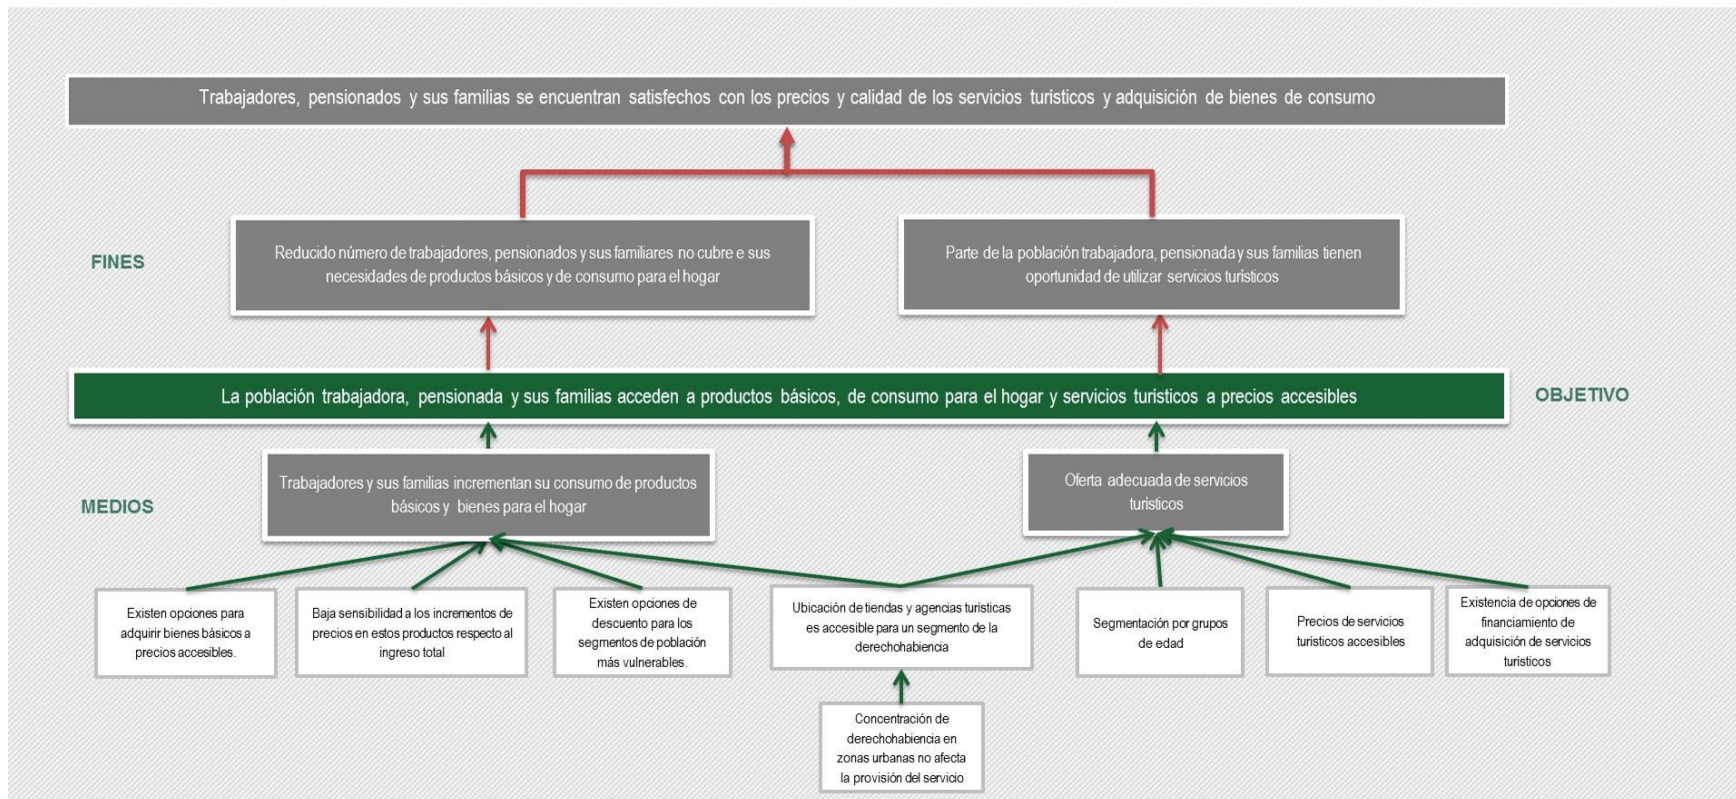 Trabajadores, pensionados y sus familias se encuentran satisfechos con los precios y calidad de los servicios turisticos y adquisición de bienes de consumo
FINES
Reducido número de trabajadores, pensionados y sus familiares no cubre e sus
necesidades de productos básicos y de consumo para el hogar
Parte de la población trabajadora, pensionada y sus familias tienen
oportunidad de utilizar servicios turísticos
La población trabajadora, pensionada y sus familias acceden a productos básicos, de consumo para el hogar y servicios turísticos a precios accesibles
OBJETIVO
MEDIOS
Trabajadores y sus familias incrementan su consumo de productos
básicos y bienes para el hogar
Oferta adecuada de servicios
turísticos
Existen opciones para
adquirir bienes básicos a
precios accesibles.
Baja sensibilidad a los incrementos de
precios en estos productos respecto al
ingreso total
Existen opciones de
descuento para los
segmentos de población
más vulnerables.
Ubicación de tiendas y agencias turísticas
es accesible para un segmento de la
derechohabiencia
Segmentación por grupos
de edad
Precios de servicios
turísticos accesibles
Existencia de opciones de
financiamiento de
adquisición de servicios
turísticos
Concentración de
derechohabiencia en
zonas urbanas no afecta
la provisión del servicio